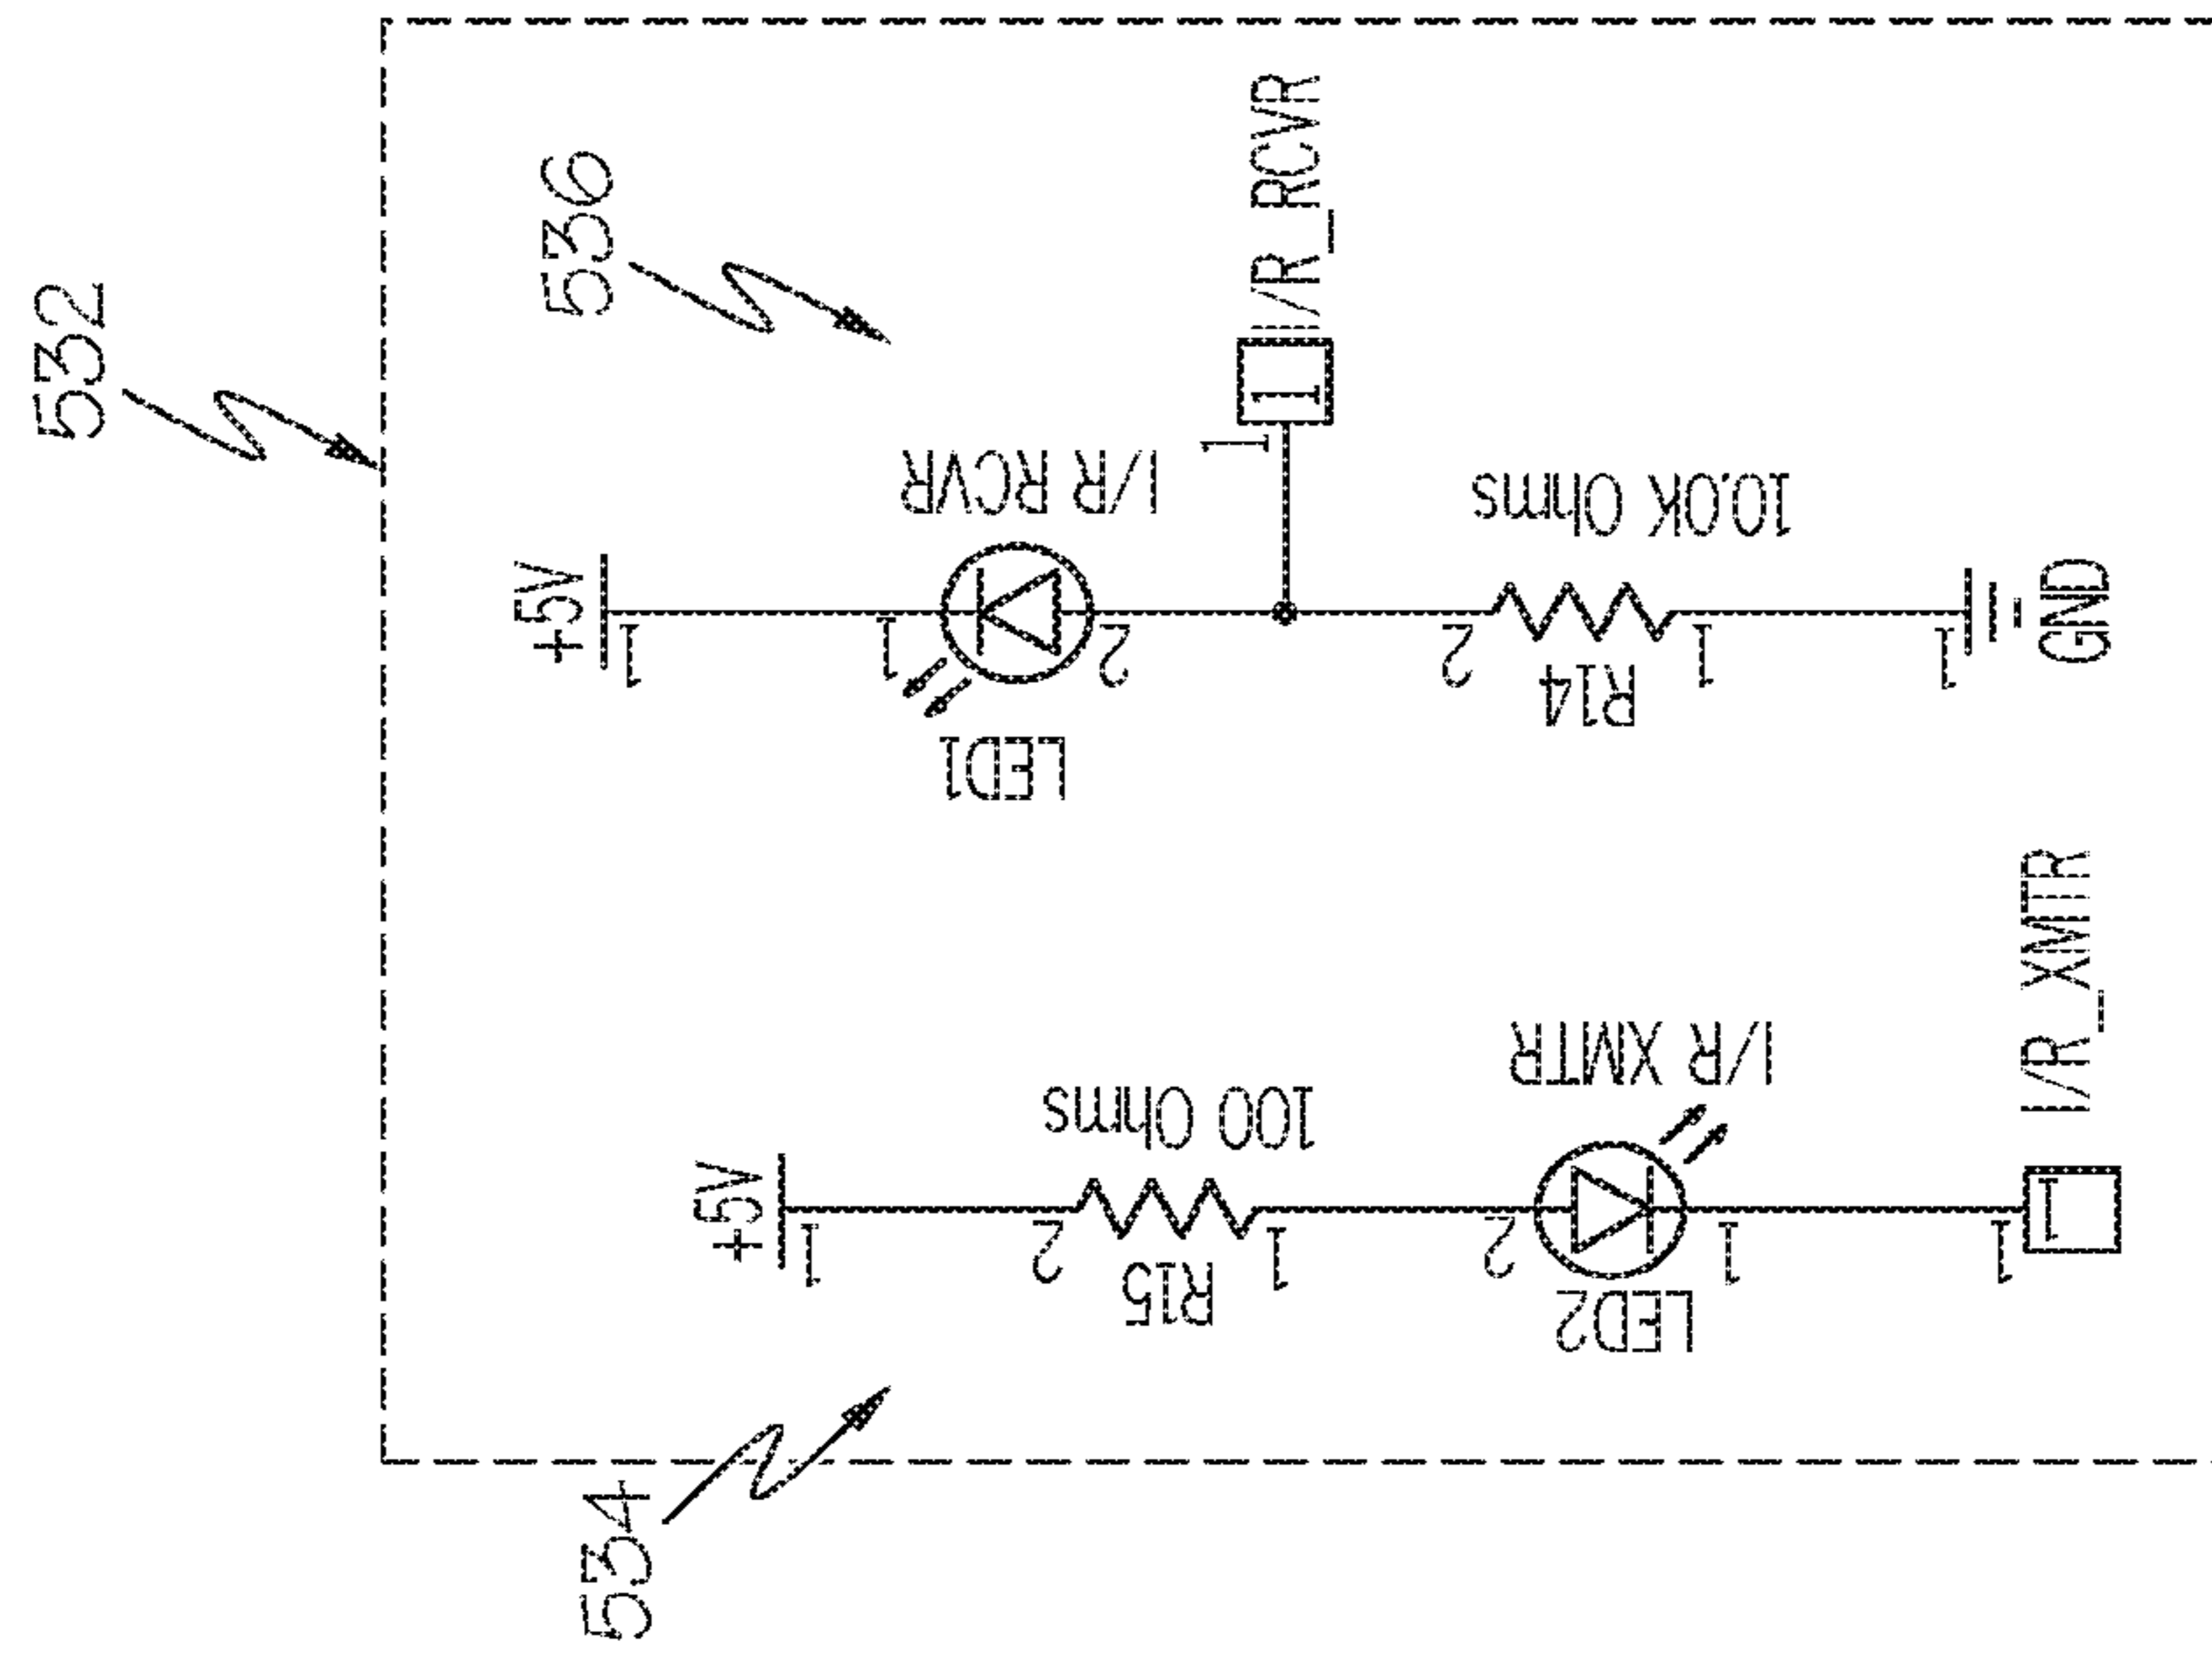 532
536
+5V
1
1
LED1
I/R RCVR
2
1
1
I/R_RCVR
2
R14
10.0K Ohms
1
1
GND
534
+5V
1
2
R15
100 Ohms
1
2
LED2
I/R XMTR
1
1
1
I/R_XMTR